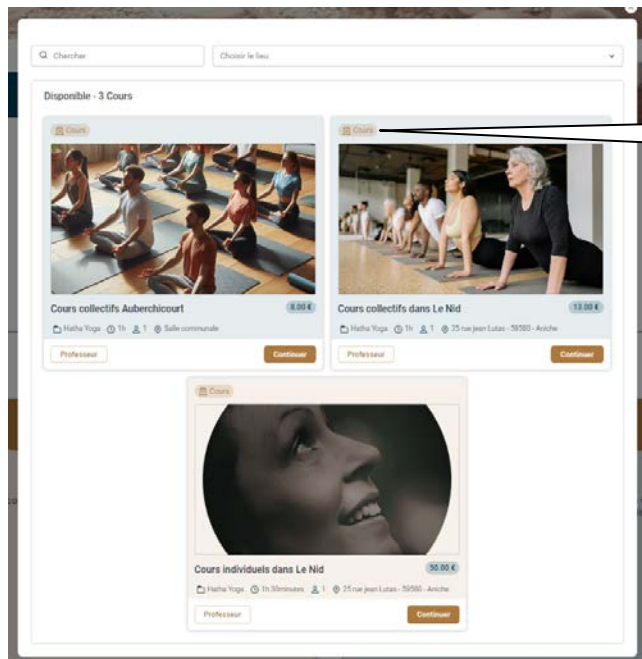 Chercher
Choisir le lieu
Disponible - 3 Cours
Cours
Cours
Cours collectifs Auberchicourt
8.00 €
Cours collectifs dans Le Nid
13.00 €
Hatha Yoga 1h 1 Salle communale
Hatha Yoga 1h 1 25 rue jean Lutas - 59580 - Aniche
Professeur
Continuer
Professeur
Continuer
Cours
Cours individuels dans Le Nid
50.00 €
Hatha Yoga 1h 30minutes 1 25 rue jean Lutas - 59580 - Aniche
Professeur
Continuer